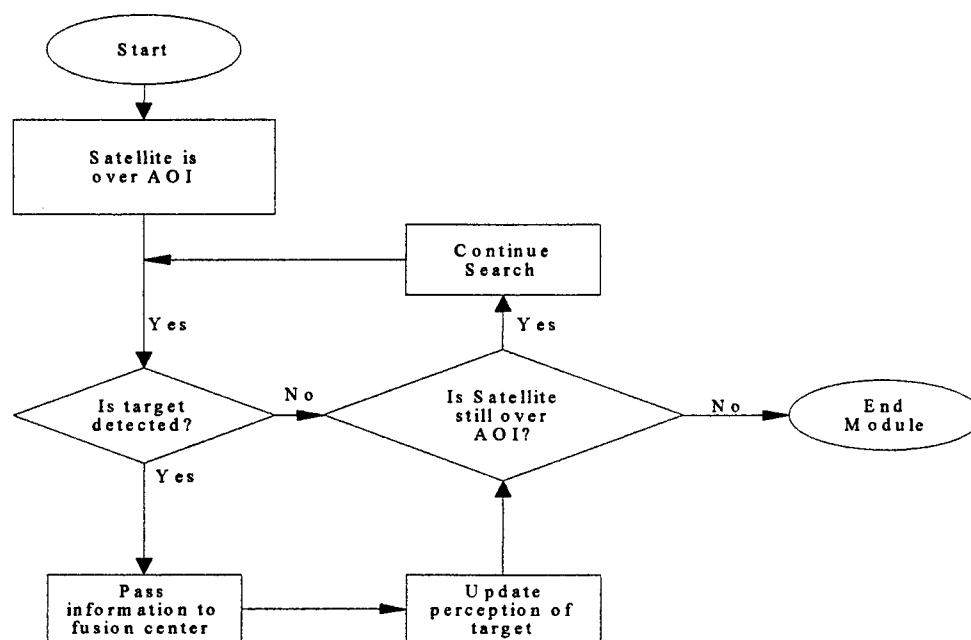 Start
Satellite is
over AOI
Continue
Search
Yes
Yes
Is target
detected?
No
Is Satellite
still over
AOI?
No
End
Module
Yes
Pass
information to
fusion center
Update
perception of
target